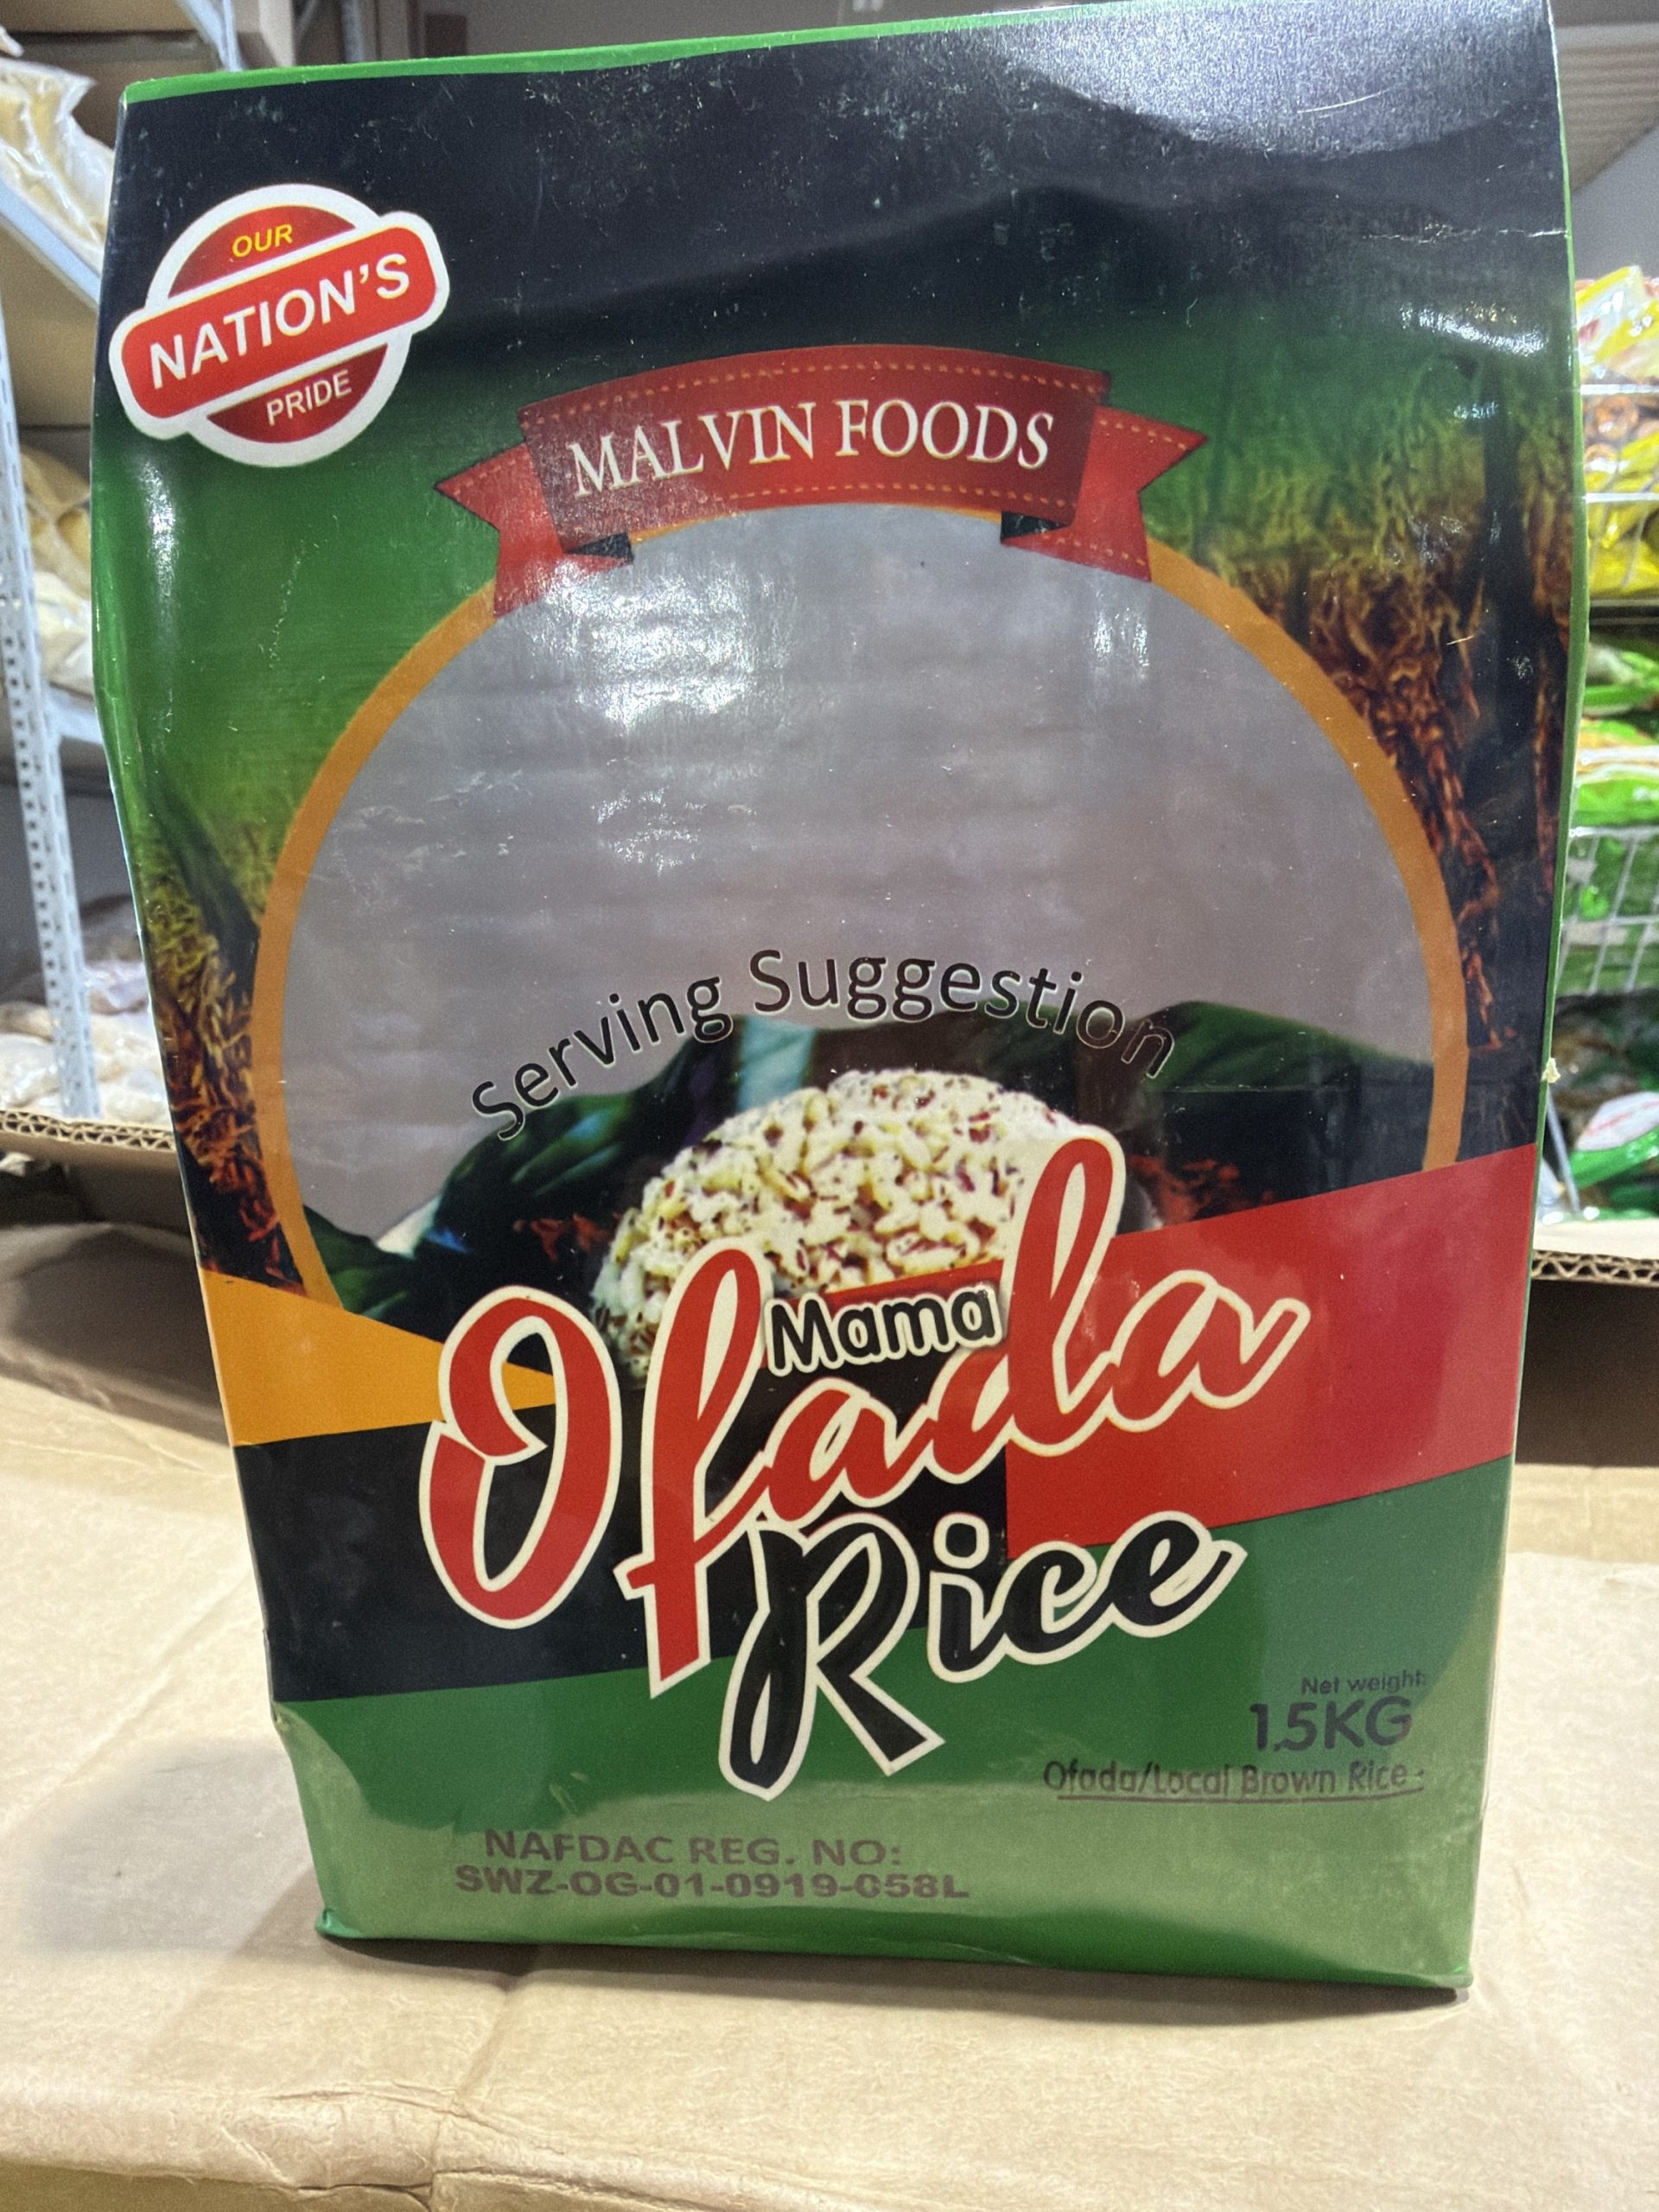 OUR
NATION'S
PRIDE
MALVIN FOODS
Serving Suggestion
Mama
Ofada
Rice
Net weight:
1.5KG
Ofada/Local Brown Rice
NAFDAC REG. NO:
SWZ-OG-01-0919-058L